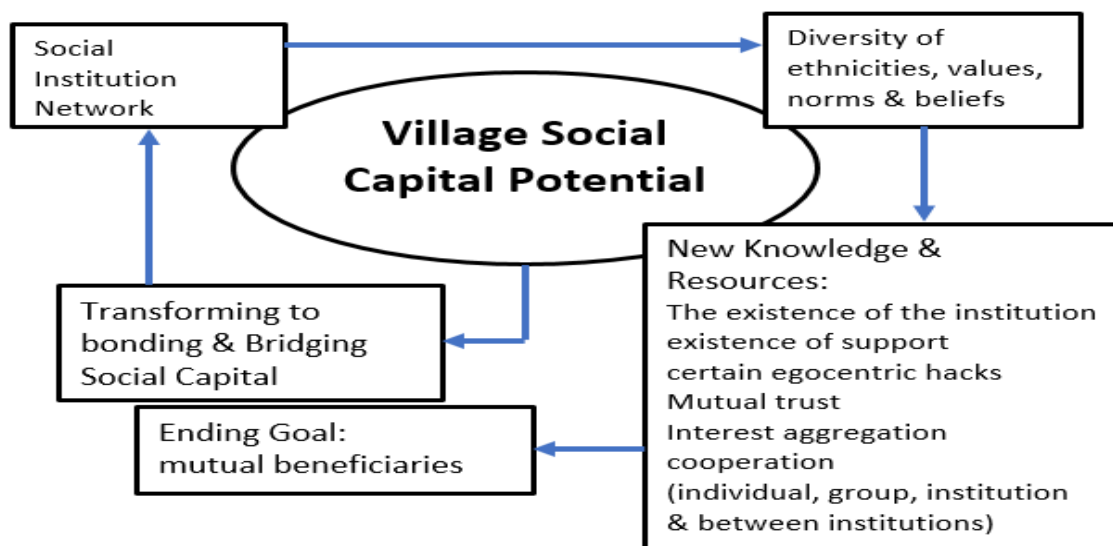 Social
Institution
Network
Diversity of
ethnicities, values,
norms & beliefs
Village Social
Capital Potential
New Knowledge &
Resources:
The existence of the institution
existence of support
certain egocentric hacks
Mutual trust
Interest aggregation
cooperation
(individual, group, institution
& between institutions)
Transforming to
bonding & Bridging
Social Capital
Ending Goal:
mutual beneficiaries